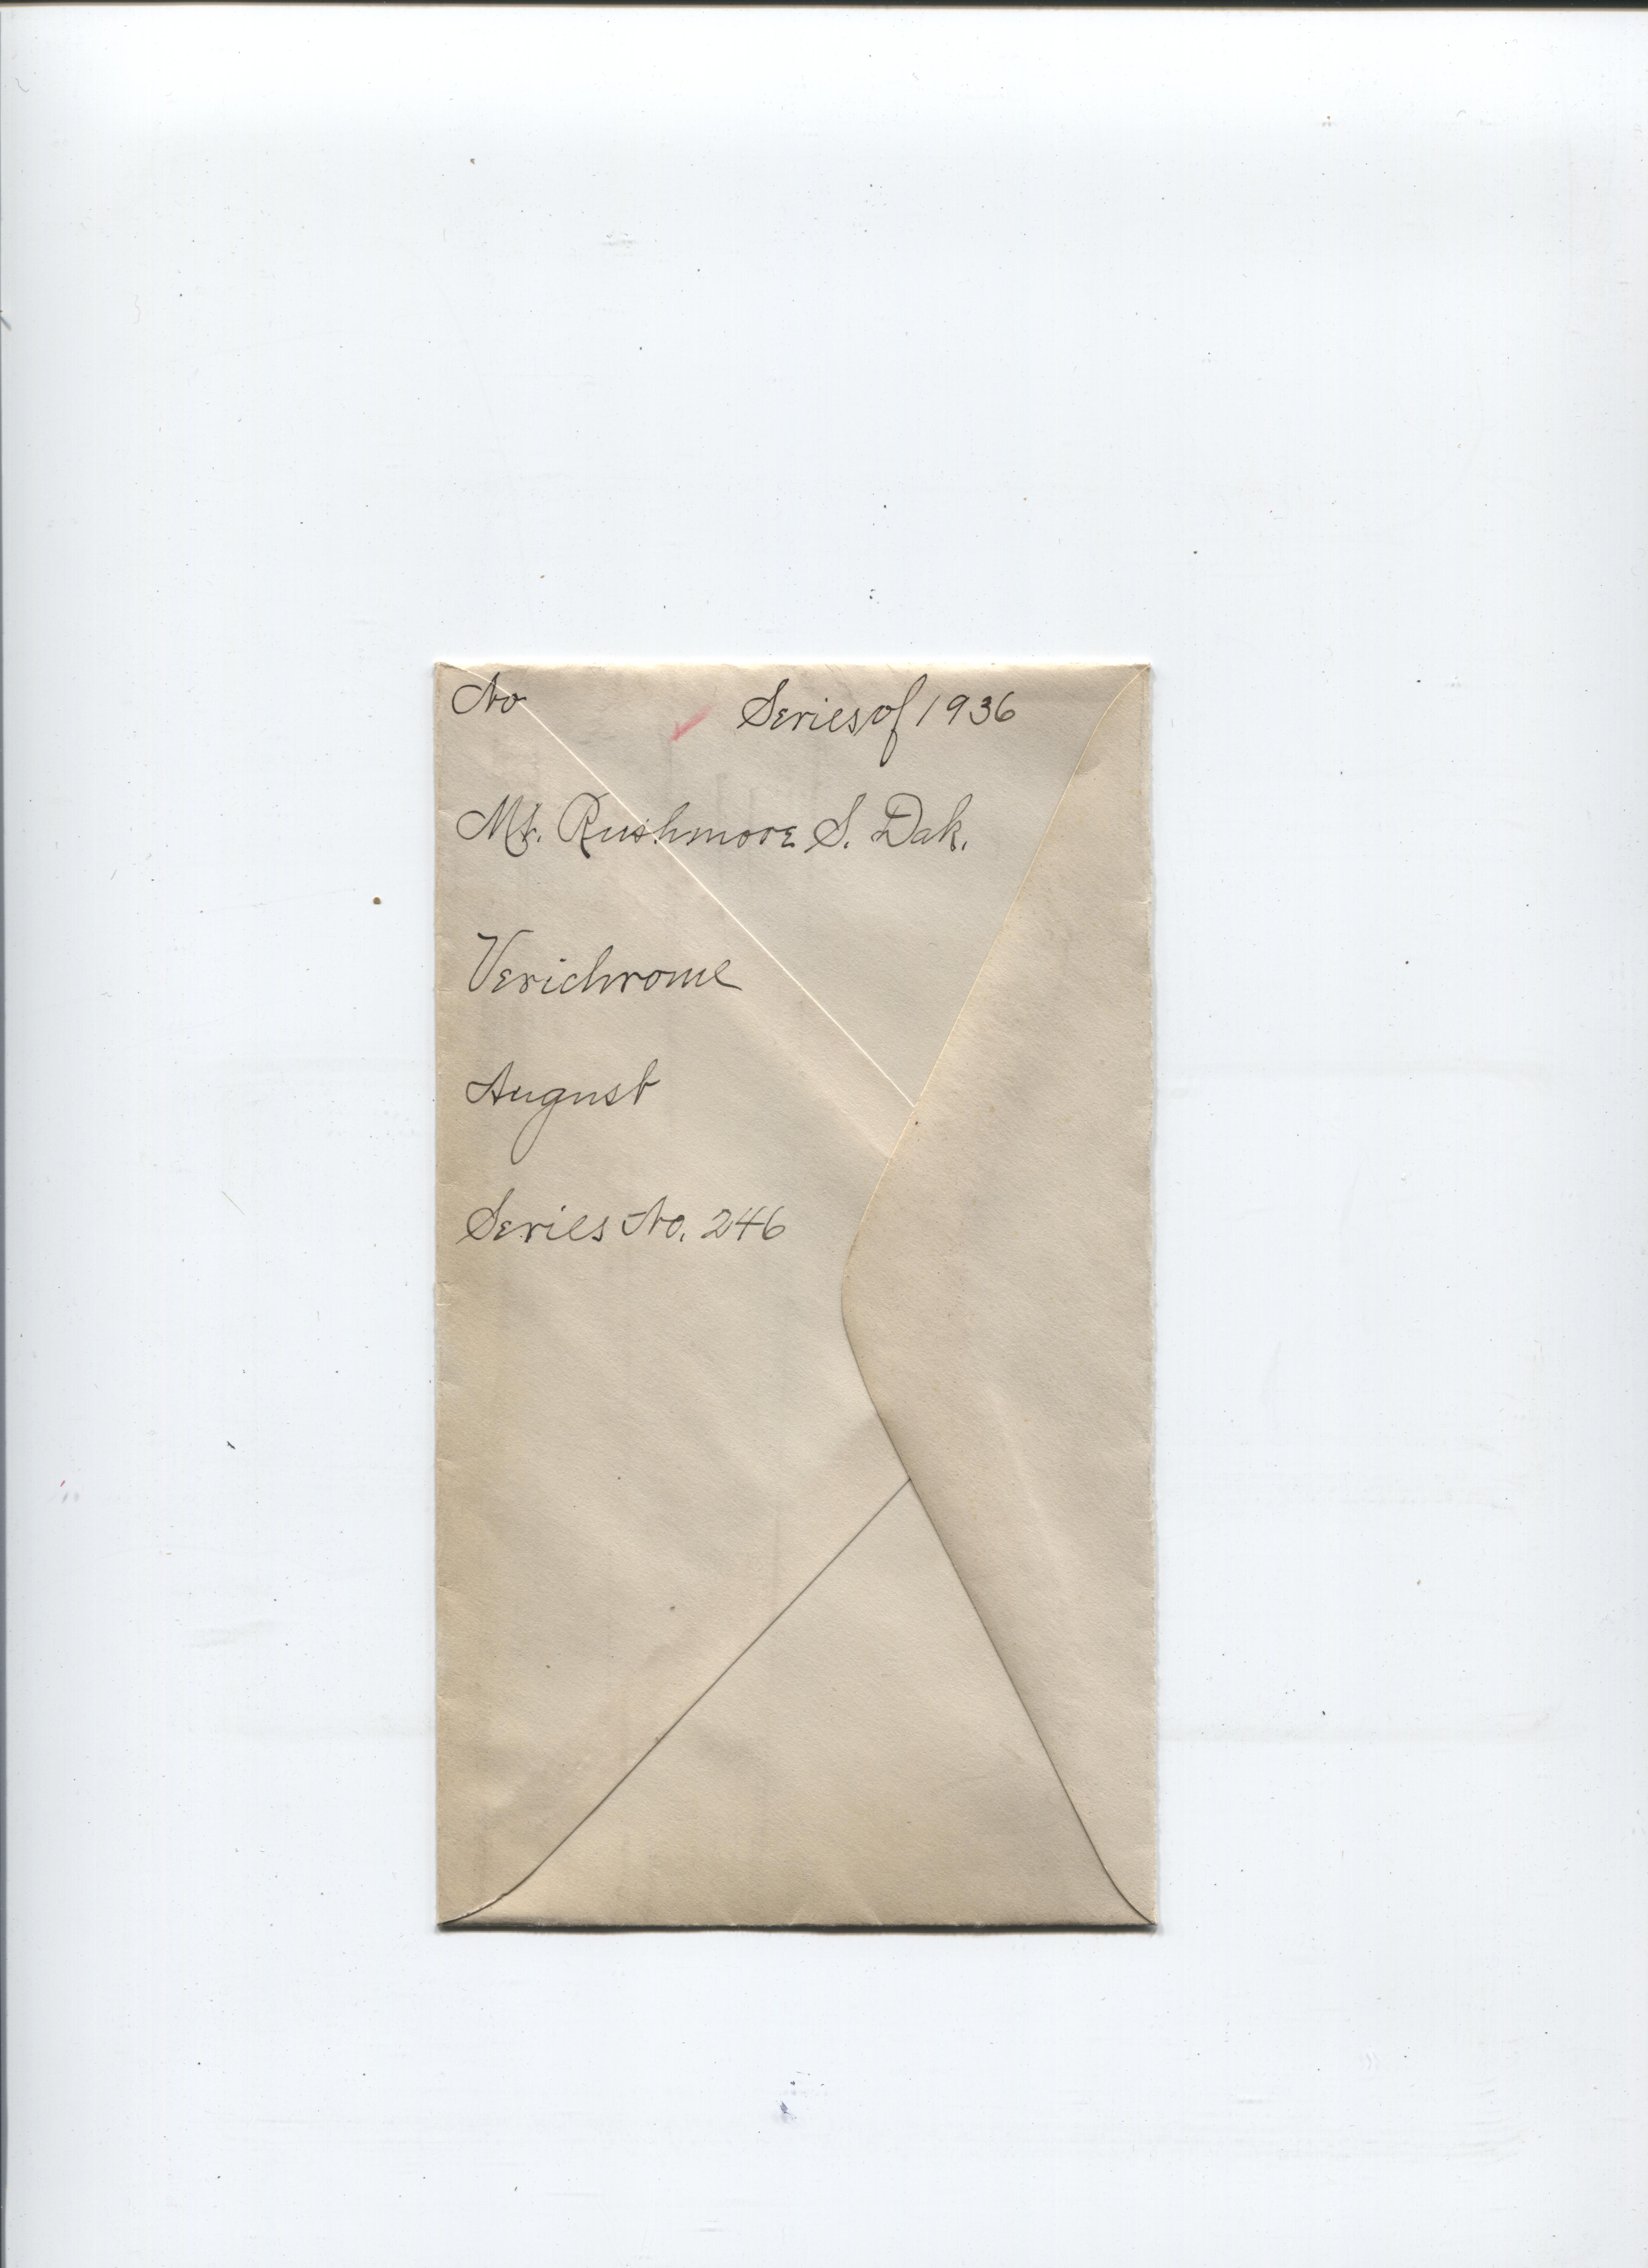 No Series of 1936
Mt. Rushmore S. Dak.
Verichrome
August
Series No. 246